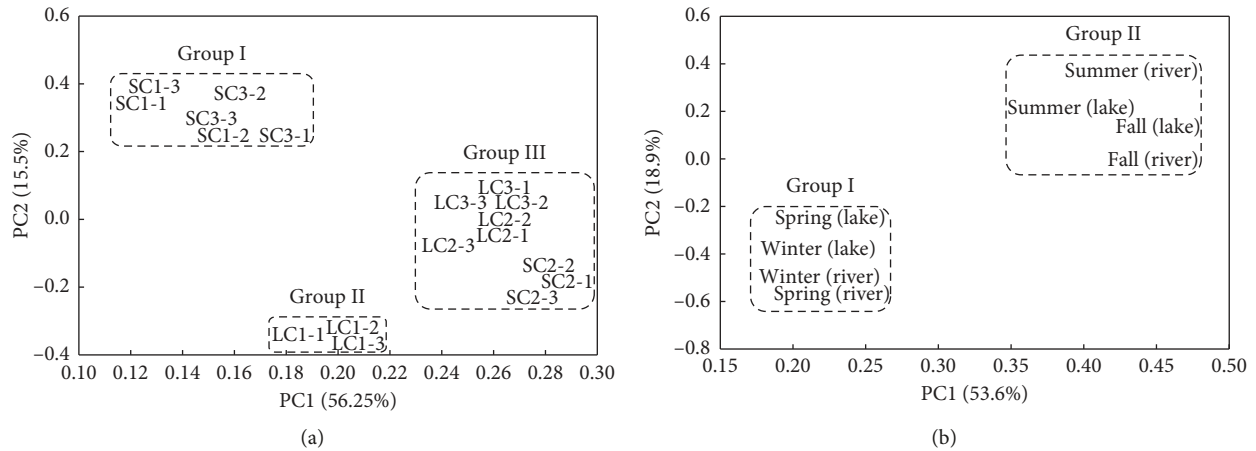 0.6
0.4
0.2
0.0
−0.2
−0.4
PC2 (15.5%)
Group I
SC1-3
SC1-1
SC3-2
SC3-3
SC1-2 SC3-1
Group III
LC3-1
LC3-3 LC3-2
LC2-2
LC2-1
LC2-3
SC2-2
SC2-1
SC2-3
Group II
LC1-2
LC1-1
LC1-3
0.10 0.12 0.14 0.16 0.18 0.20 0.22 0.24 0.26 0.28 0.30
PC1 (56.25%)
(a)
0.6
0.4
0.2
0.0
−0.2
−0.4
−0.6
−0.8
PC2 (18.9%)
Group II
Summer (river)
Summer (lake)
Fall (lake)
Fall (river)
Group I
Spring (lake)
Winter (lake)
Winter (river)
Spring (river)
0.15 0.20 0.25 0.30 0.35 0.40 0.45 0.50
PC1 (53.6%)
(b)